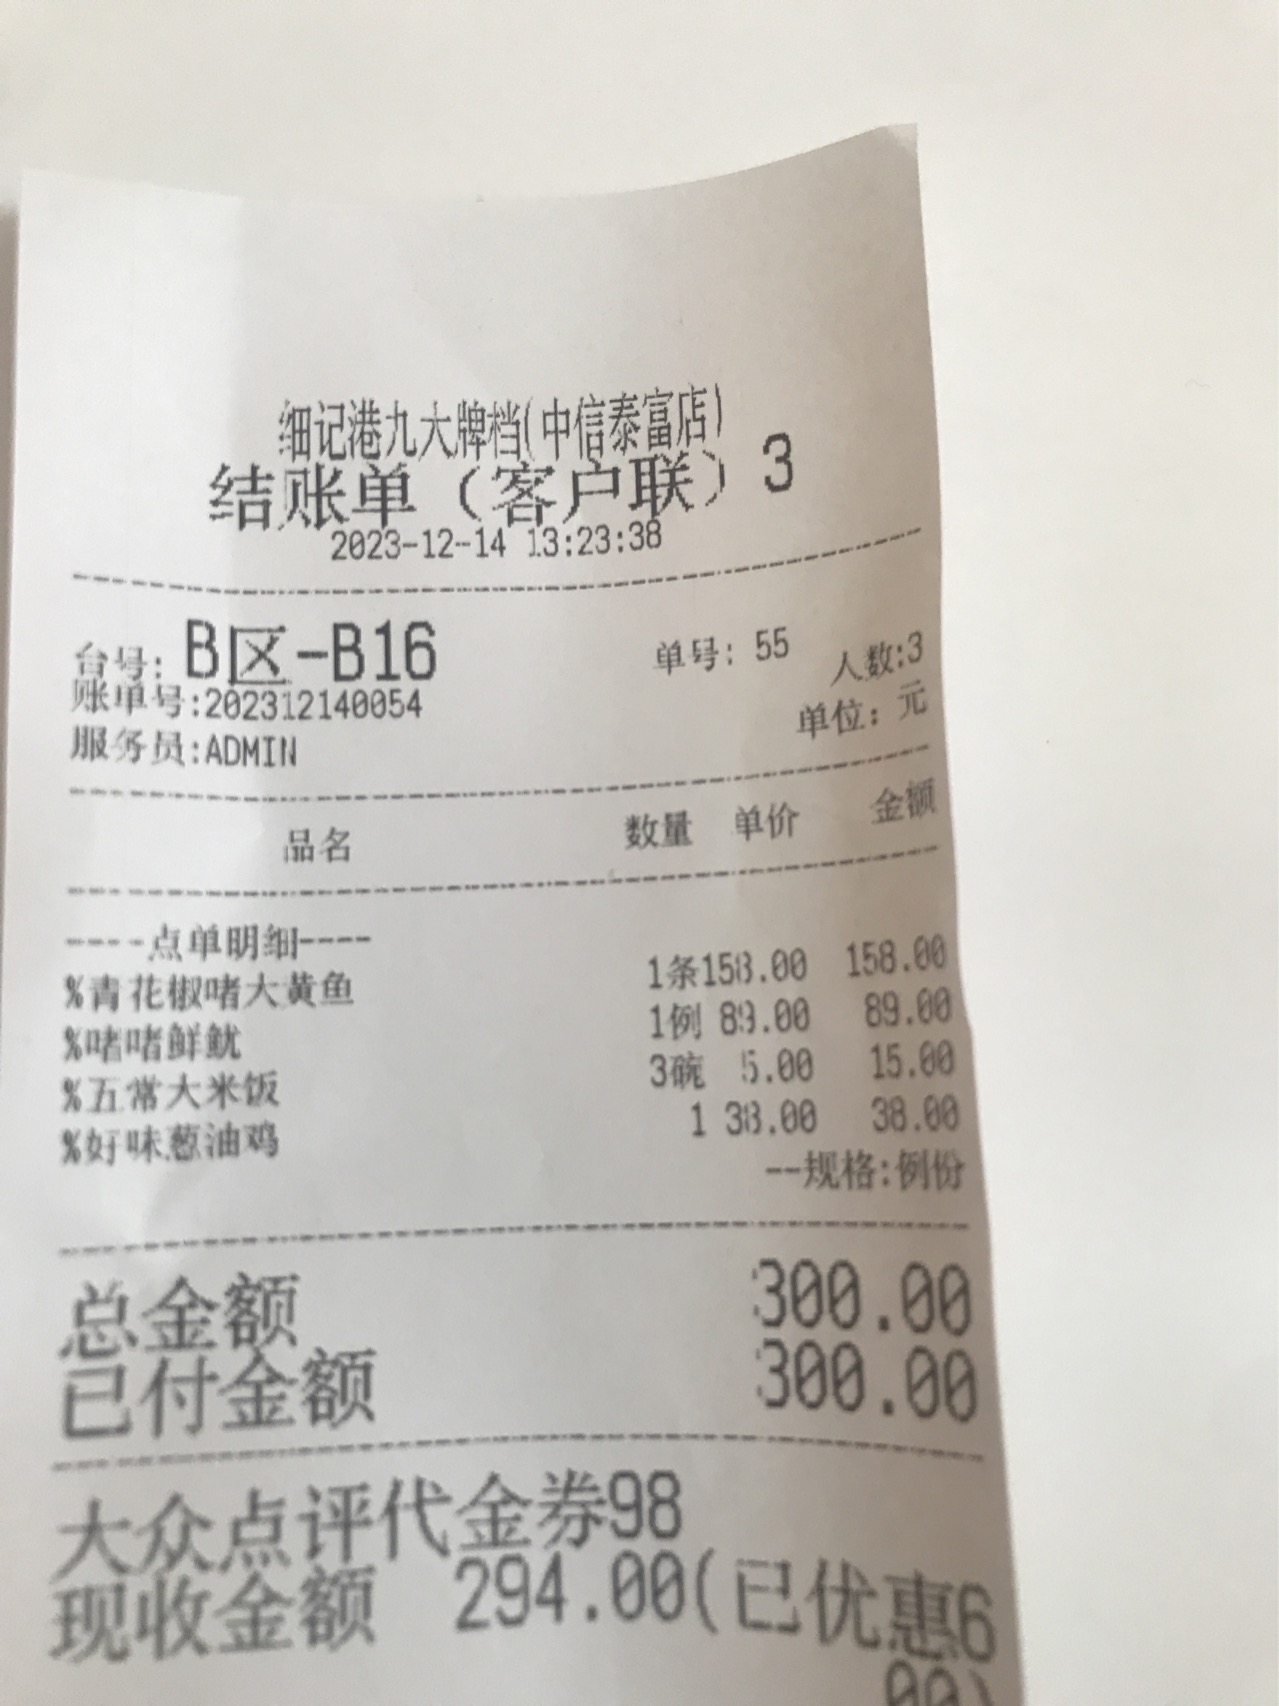 细记港九大牌档(中信泰富店)
结账单（客户联）3
2023-12-14 13:23:38
台号: B区-B16 单号: 55 人数:3
账单号:202312140054 单位: 元
服务员:ADMIN
品名 数量 单价 金额
----点单明细----
%青花椒啫大黄鱼 1条158.00 158.00
%啫啫鲜鱿 1例 89.00 89.00
%五常大米饭 3碗 5.00 15.00
%好味葱油鸡 1 38.00 38.00
--规格:例份
总金额 300.00
已付金额 300.00
大众点评代金券98
现收金额 294.00(已优惠6
00)